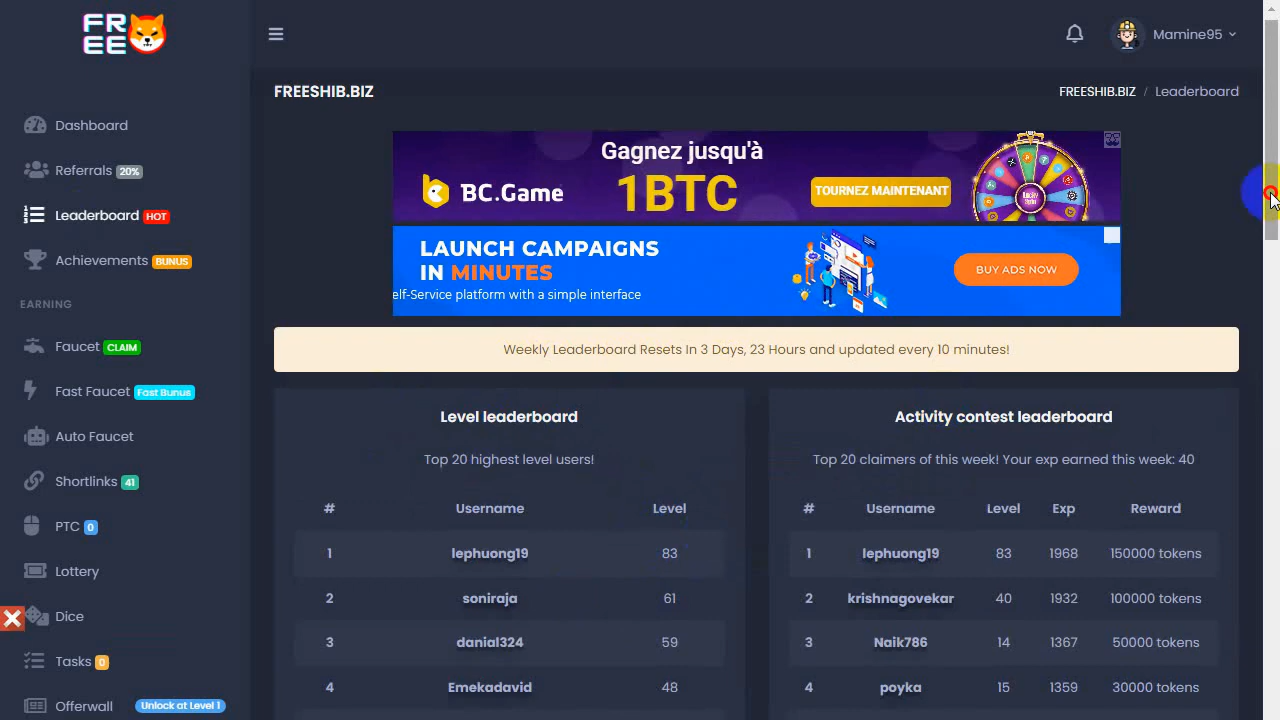 FR
EE
Mamine95
Dashboard
Referrals 20%
Leaderboard HOT
Achievements BUNUS
EARNING
Faucet CLAIM
Fast Faucet Fast Bunus
Auto Faucet
Shortlinks 41
PTC 0
Lottery
Dice
Tasks 0
Offerwall Unlock at Level 1
FREESHIB.BIZ
FREESHIB.BIZ / Leaderboard
Gagnez jusqu'à
BC.Game 1BTC TOURNEZ MAINTENANT
LAUNCH CAMPAIGNS
IN MINUTES
elf-Service platform with a simple interface
BUY ADS NOW
Weekly Leaderboard Resets In 3 Days, 23 Hours and updated every 10 minutes!
Level leaderboard
Top 20 highest level users!
# Username Level
1 lephuong19 83
2 soniraja 61
3 danial324 59
4 Emekadavid 48
Activity contest leaderboard
Top 20 claimers of this week! Your exp earned this week: 40
# Username Level Exp Reward
1 lephuong19 83 1968 150000 tokens
2 krishnagovekar 40 1932 100000 tokens
3 Naik786 14 1367 50000 tokens
4 poyka 15 1359 30000 tokens